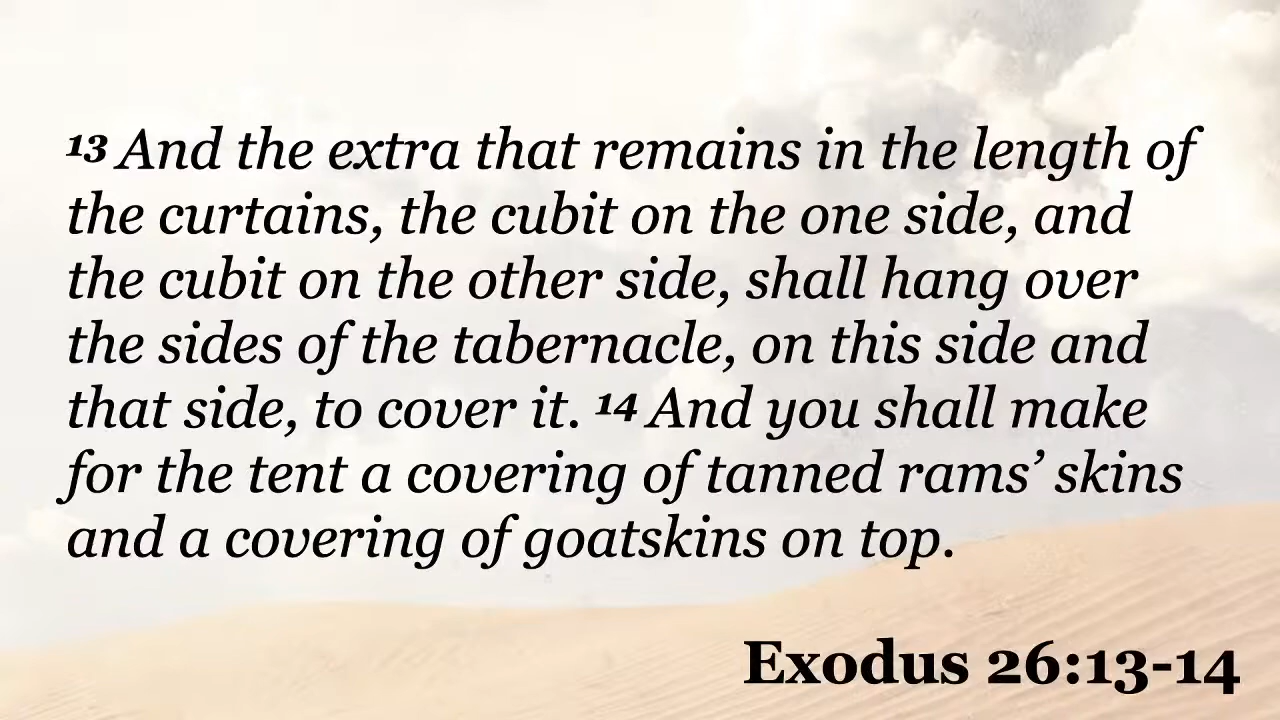 13 And the extra that remains in the length of
the curtains, the cubit on the one side, and
the cubit on the other side, shall hang over
the sides of the tabernacle, on this side and
that side, to cover it. 14 And you shall make
for the tent a covering of tanned rams’ skins
and a covering of goatskins on top.
Exodus 26:13-14